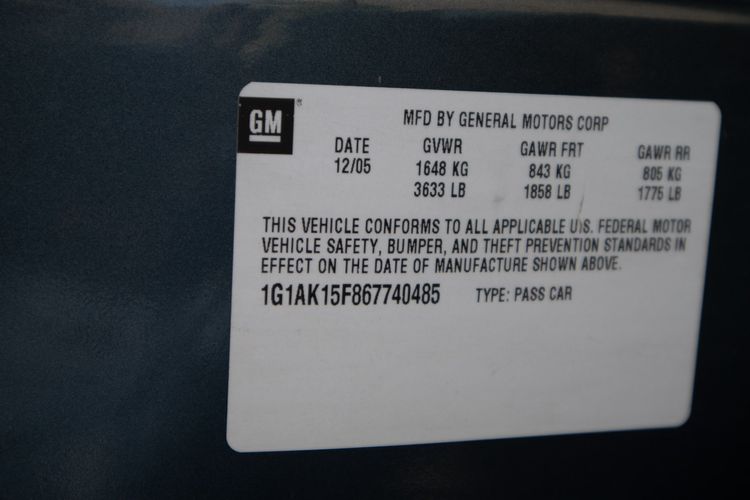 GM
MFD BY GENERAL MOTORS CORP
DATE GVWR GAWR FRT GAWR RR
12/05 1648 KG 843 KG 805 KG
3633 LB 1858 LB 1775 LB
THIS VEHICLE CONFORMS TO ALL APPLICABLE U.S. FEDERAL MOTOR
VEHICLE SAFETY, BUMPER, AND THEFT PREVENTION STANDARDS IN
EFFECT ON THE DATE OF MANUFACTURE SHOWN ABOVE.
1G1AK15F867740485 TYPE: PASS CAR